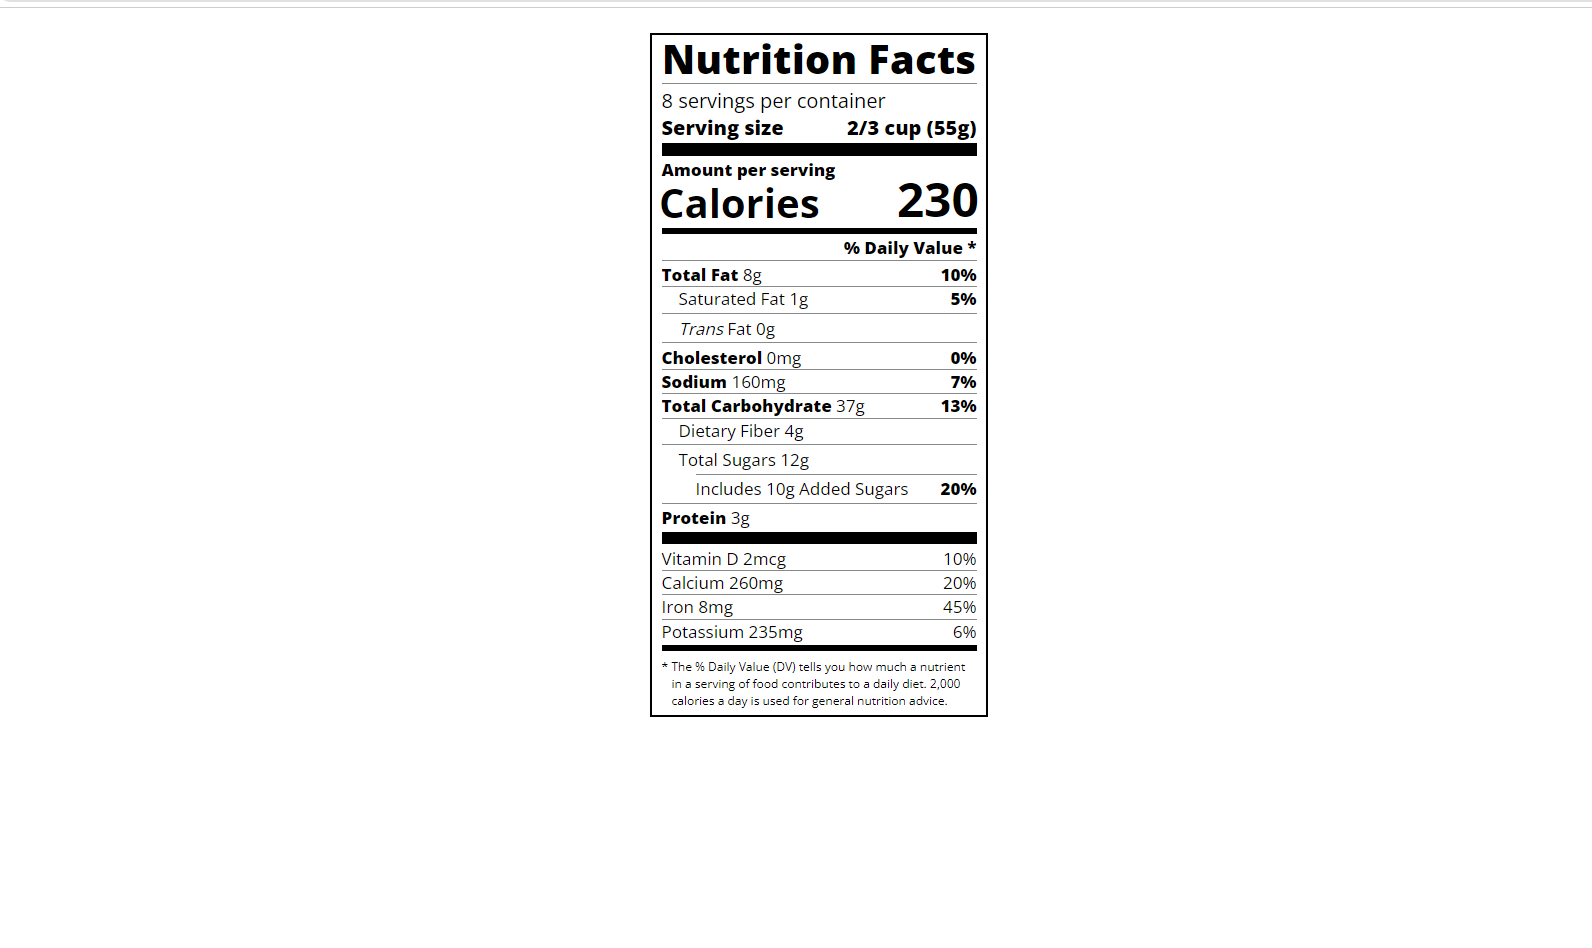 Nutrition Facts
8 servings per container
Serving size 2/3 cup (55g)
Amount per serving
Calories 230
% Daily Value *
Total Fat 8g 10%
Saturated Fat 1g 5%
Trans Fat 0g
Cholesterol 0mg 0%
Sodium 160mg 7%
Total Carbohydrate 37g 13%
Dietary Fiber 4g
Total Sugars 12g
Includes 10g Added Sugars 20%
Protein 3g
Vitamin D 2mcg 10%
Calcium 260mg 20%
Iron 8mg 45%
Potassium 235mg 6%
* The % Daily Value (DV) tells you how much a nutrient
in a serving of food contributes to a daily diet. 2,000
calories a day is used for general nutrition advice.